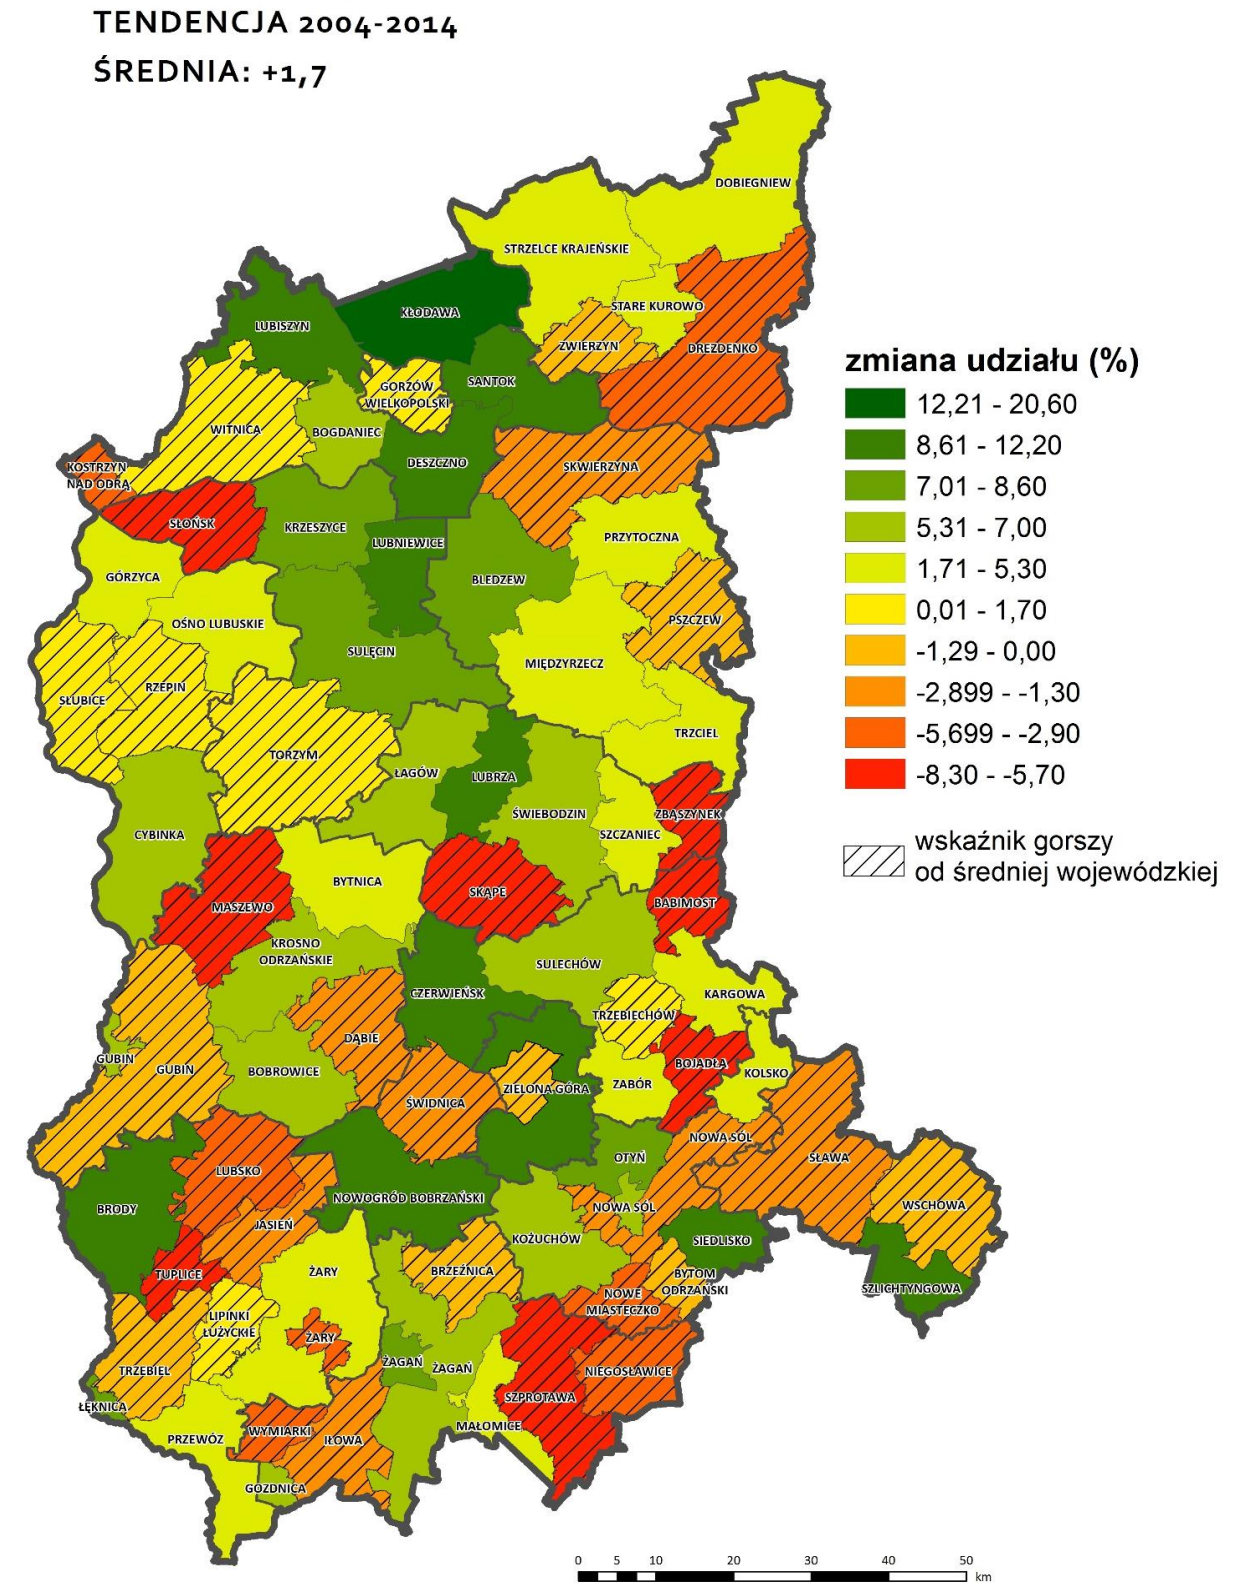 TENDENCJA 2004-2014
ŚREDNIA: +1,7
DOBIEGNIEW
STRZELCE KRAJEŃSKIE
STARE KUROWO
KŁODAWA
LUBISZYN
ZWIERZYN
DREZDENKO
SANTOK
GORZÓW
WIELKOPOLSKI
WITNICA
BOGDANIEC
DESZCZNO
SKWIERZYNA
KOSTRZYN
NAD ODRĄ
SŁOŃSK
KRZESZYCE
LUBNIEWICE
PRZYTOCZNA
GÓRZYCA
BLEDZEW
OŚNO LUBUSKIE
PSZCZEW
SULĘCIN
MIĘDZYRZECZ
RZEPIN
SŁUBICE
TRZCIEL
TORZYM
ŁAGÓW
LUBRZA
ŚWIEBODZIN
ZBĄSZYNEK
CYBINKA
SZCZANIEC
BYTNICA
SKĄPE
BABIMOST
MASZEWO
KROSNO
ODRZAŃSKIE
SULECHÓW
CZERWIEŃSK
KARGOWA
TRZEBIECHÓW
DĄBIE
GUBIN
GUBIN
BOBROWICE
BOJADŁA
KOLSKO
ZABÓR
ZIELONA GÓRA
ŚWIDNICA
NOWA SÓL
OTYŃ
SŁAWA
LUBSKO
NOWOGRÓD BOBRZAŃSKI
NOWA SÓL
WSCHOWA
BRODY
JASIEŃ
KOŻUCHÓW
SIEDLISKO
TUPLICE
ŻARY
BRZEŹNICA
BYTOM
ODRZAŃSKI
SZLICHTYNGOWA
NOWE
MIASTECZKO
LIPINKI
ŁUŻYCKIE
ŻARY
TRZEBIEL
ŻAGAŃ
ŻAGAŃ
NIEGOSŁAWICE
SZPROTAWA
ŁĘKNICA
MAŁOMICE
PRZEWÓZ
WYMIARKI
IŁOWA
GOZDNICA
zmiana udziału (%)
12,21 - 20,60
8,61 - 12,20
7,01 - 8,60
5,31 - 7,00
1,71 - 5,30
0,01 - 1,70
-1,29 - 0,00
-2,899 - -1,30
-5,699 - -2,90
-8,30 - -5,70
wskaźnik gorszy
od średniej wojewódzkiej
0 5 10 20 30 40 50
km